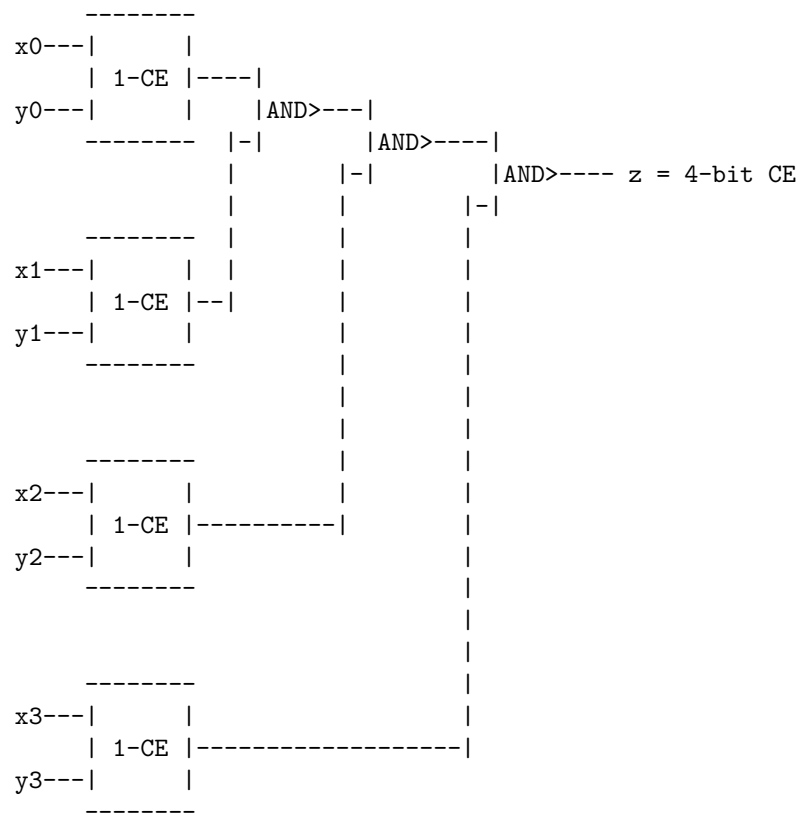 x0
1-CE
y0
AND
AND
AND z = 4-bit CE
x1
1-CE
y1
x2
1-CE
y2
x3
1-CE
y3